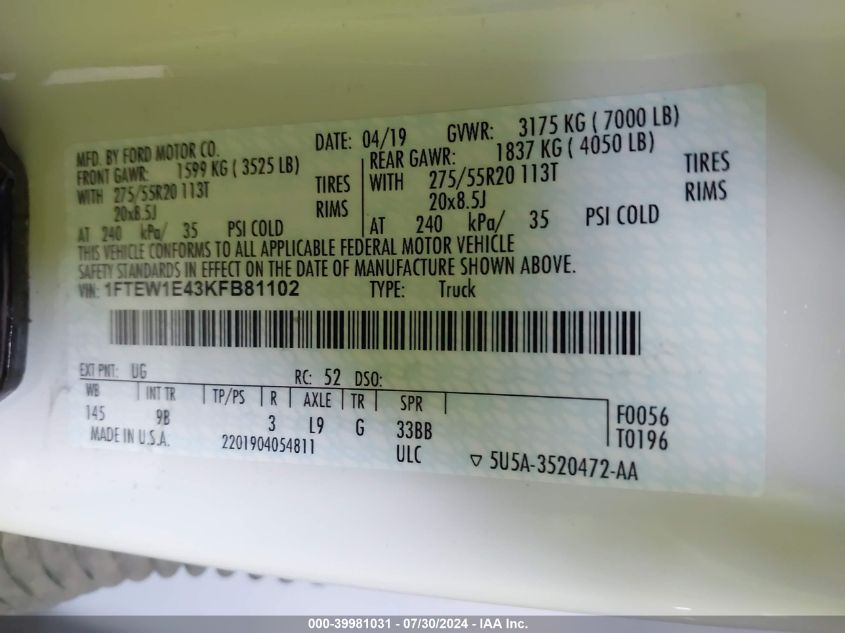 MFD. BY FORD MOTOR CO. DATE: 04/19 GVWR: 3175 KG ( 7000 LB)
FRONT GAWR: 1599 KG ( 3525 LB) REAR GAWR: 1837 KG ( 4050 LB)
WITH 275/55R20 113T TIRES WITH 275/55R20 113T TIRES
20x8.5J RIMS 20x8.5J RIMS
AT 240 kPa/ 35 PSI COLD AT 240 kPa/ 35 PSI COLD
THIS VEHICLE CONFORMS TO ALL APPLICABLE FEDERAL MOTOR VEHICLE
SAFETY STANDARDS IN EFFECT ON THE DATE OF MANUFACTURE SHOWN ABOVE.
VIN: 1FTEW1E43KFB81102 TYPE: Truck
EXT PNT: UG RC: 52 DSO:
WB INT TR TP/PS R AXLE TR SPR
145 9B 3 L9 G 33BB F0056
MADE IN U.S.A. 2201904054811 ULC T0196
5U5A-3520472-AA
000-39981031 - 07/30/2024 - IAA Inc.